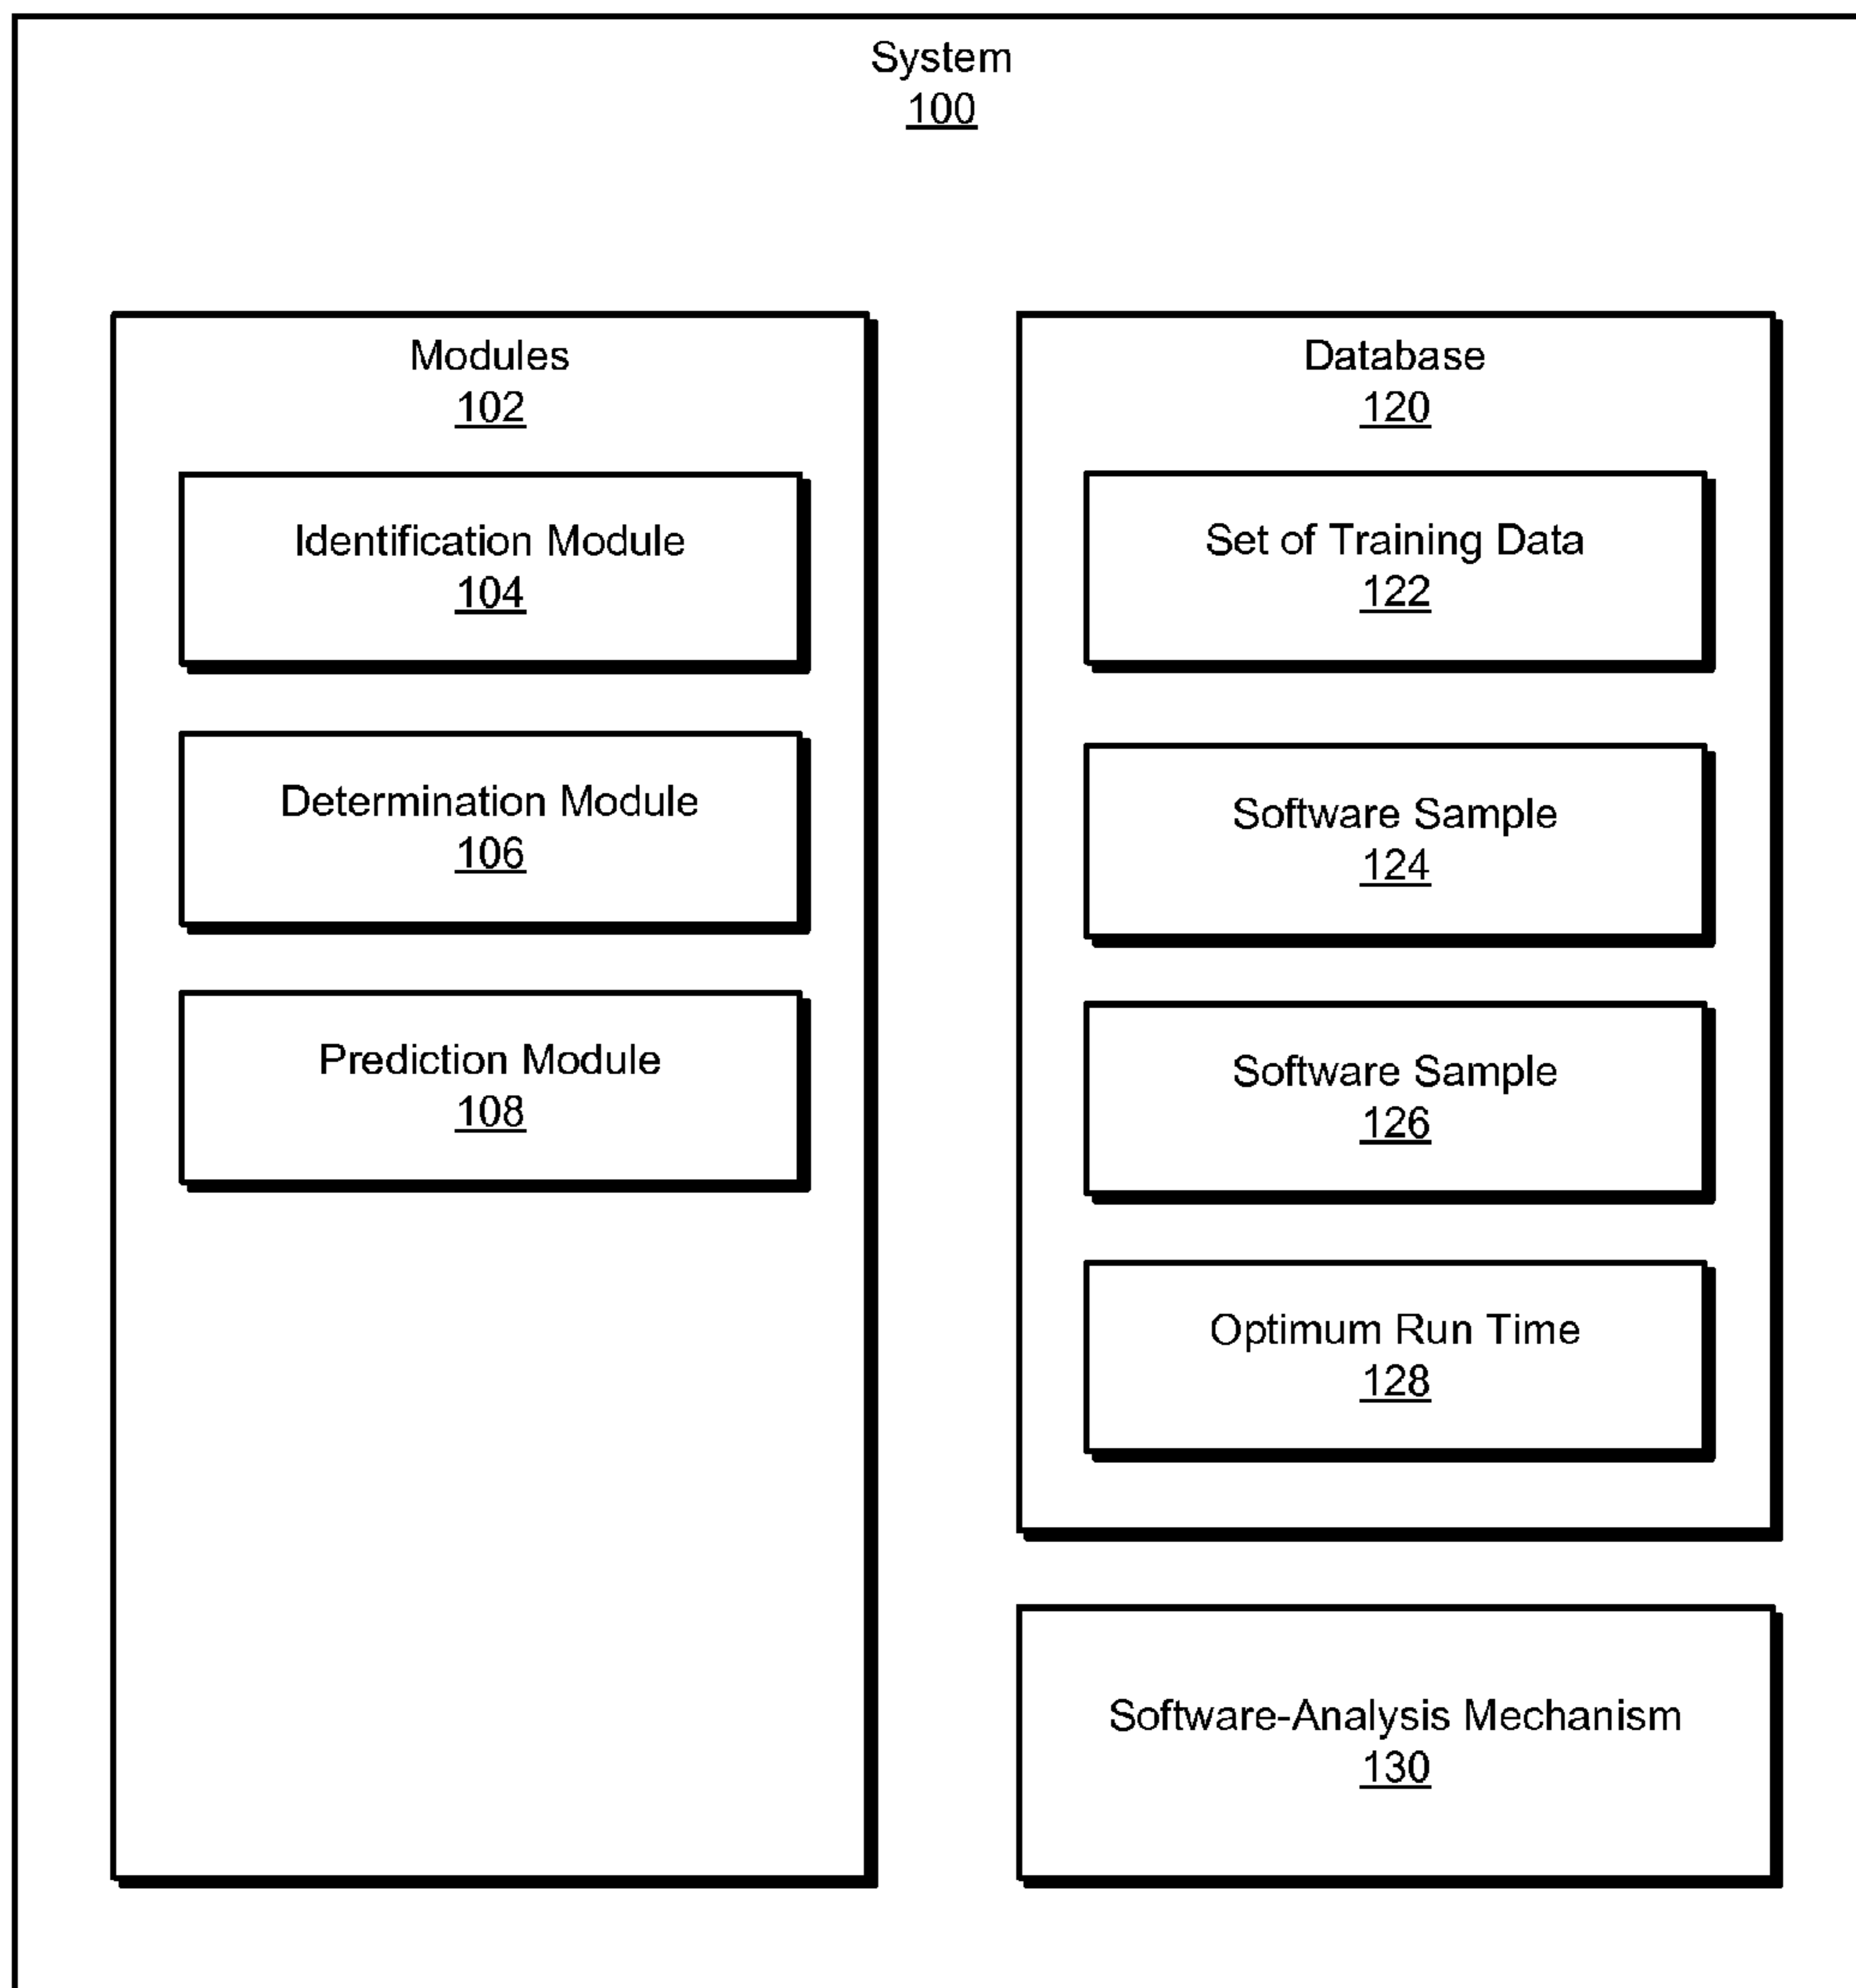 System
100
Modules
102
Identification Module
104
Determination Module
106
Prediction Module
108
Database
120
Set of Training Data
122
Software Sample
124
Software Sample
126
Optimum Run Time
128
Software-Analysis Mechanism
130